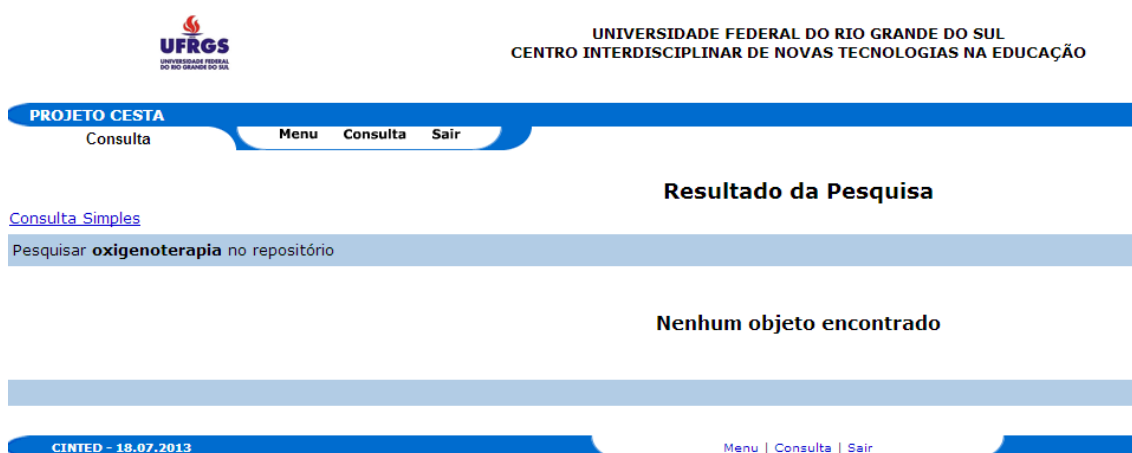 UFRGS
UNIVERSIDADE FEDERAL
DO RIO GRANDE DO SUL
UNIVERSIDADE FEDERAL DO RIO GRANDE DO SUL
CENTRO INTERDISCIPLINAR DE NOVAS TECNOLOGIAS NA EDUCAÇÃO
PROJETO CESTA
Consulta
Menu Consulta Sair
Resultado da Pesquisa
Consulta Simples
Pesquisar oxigenoterapia no repositório
Nenhum objeto encontrado
CINTED - 18.07.2013
Menu | Consulta | Sair